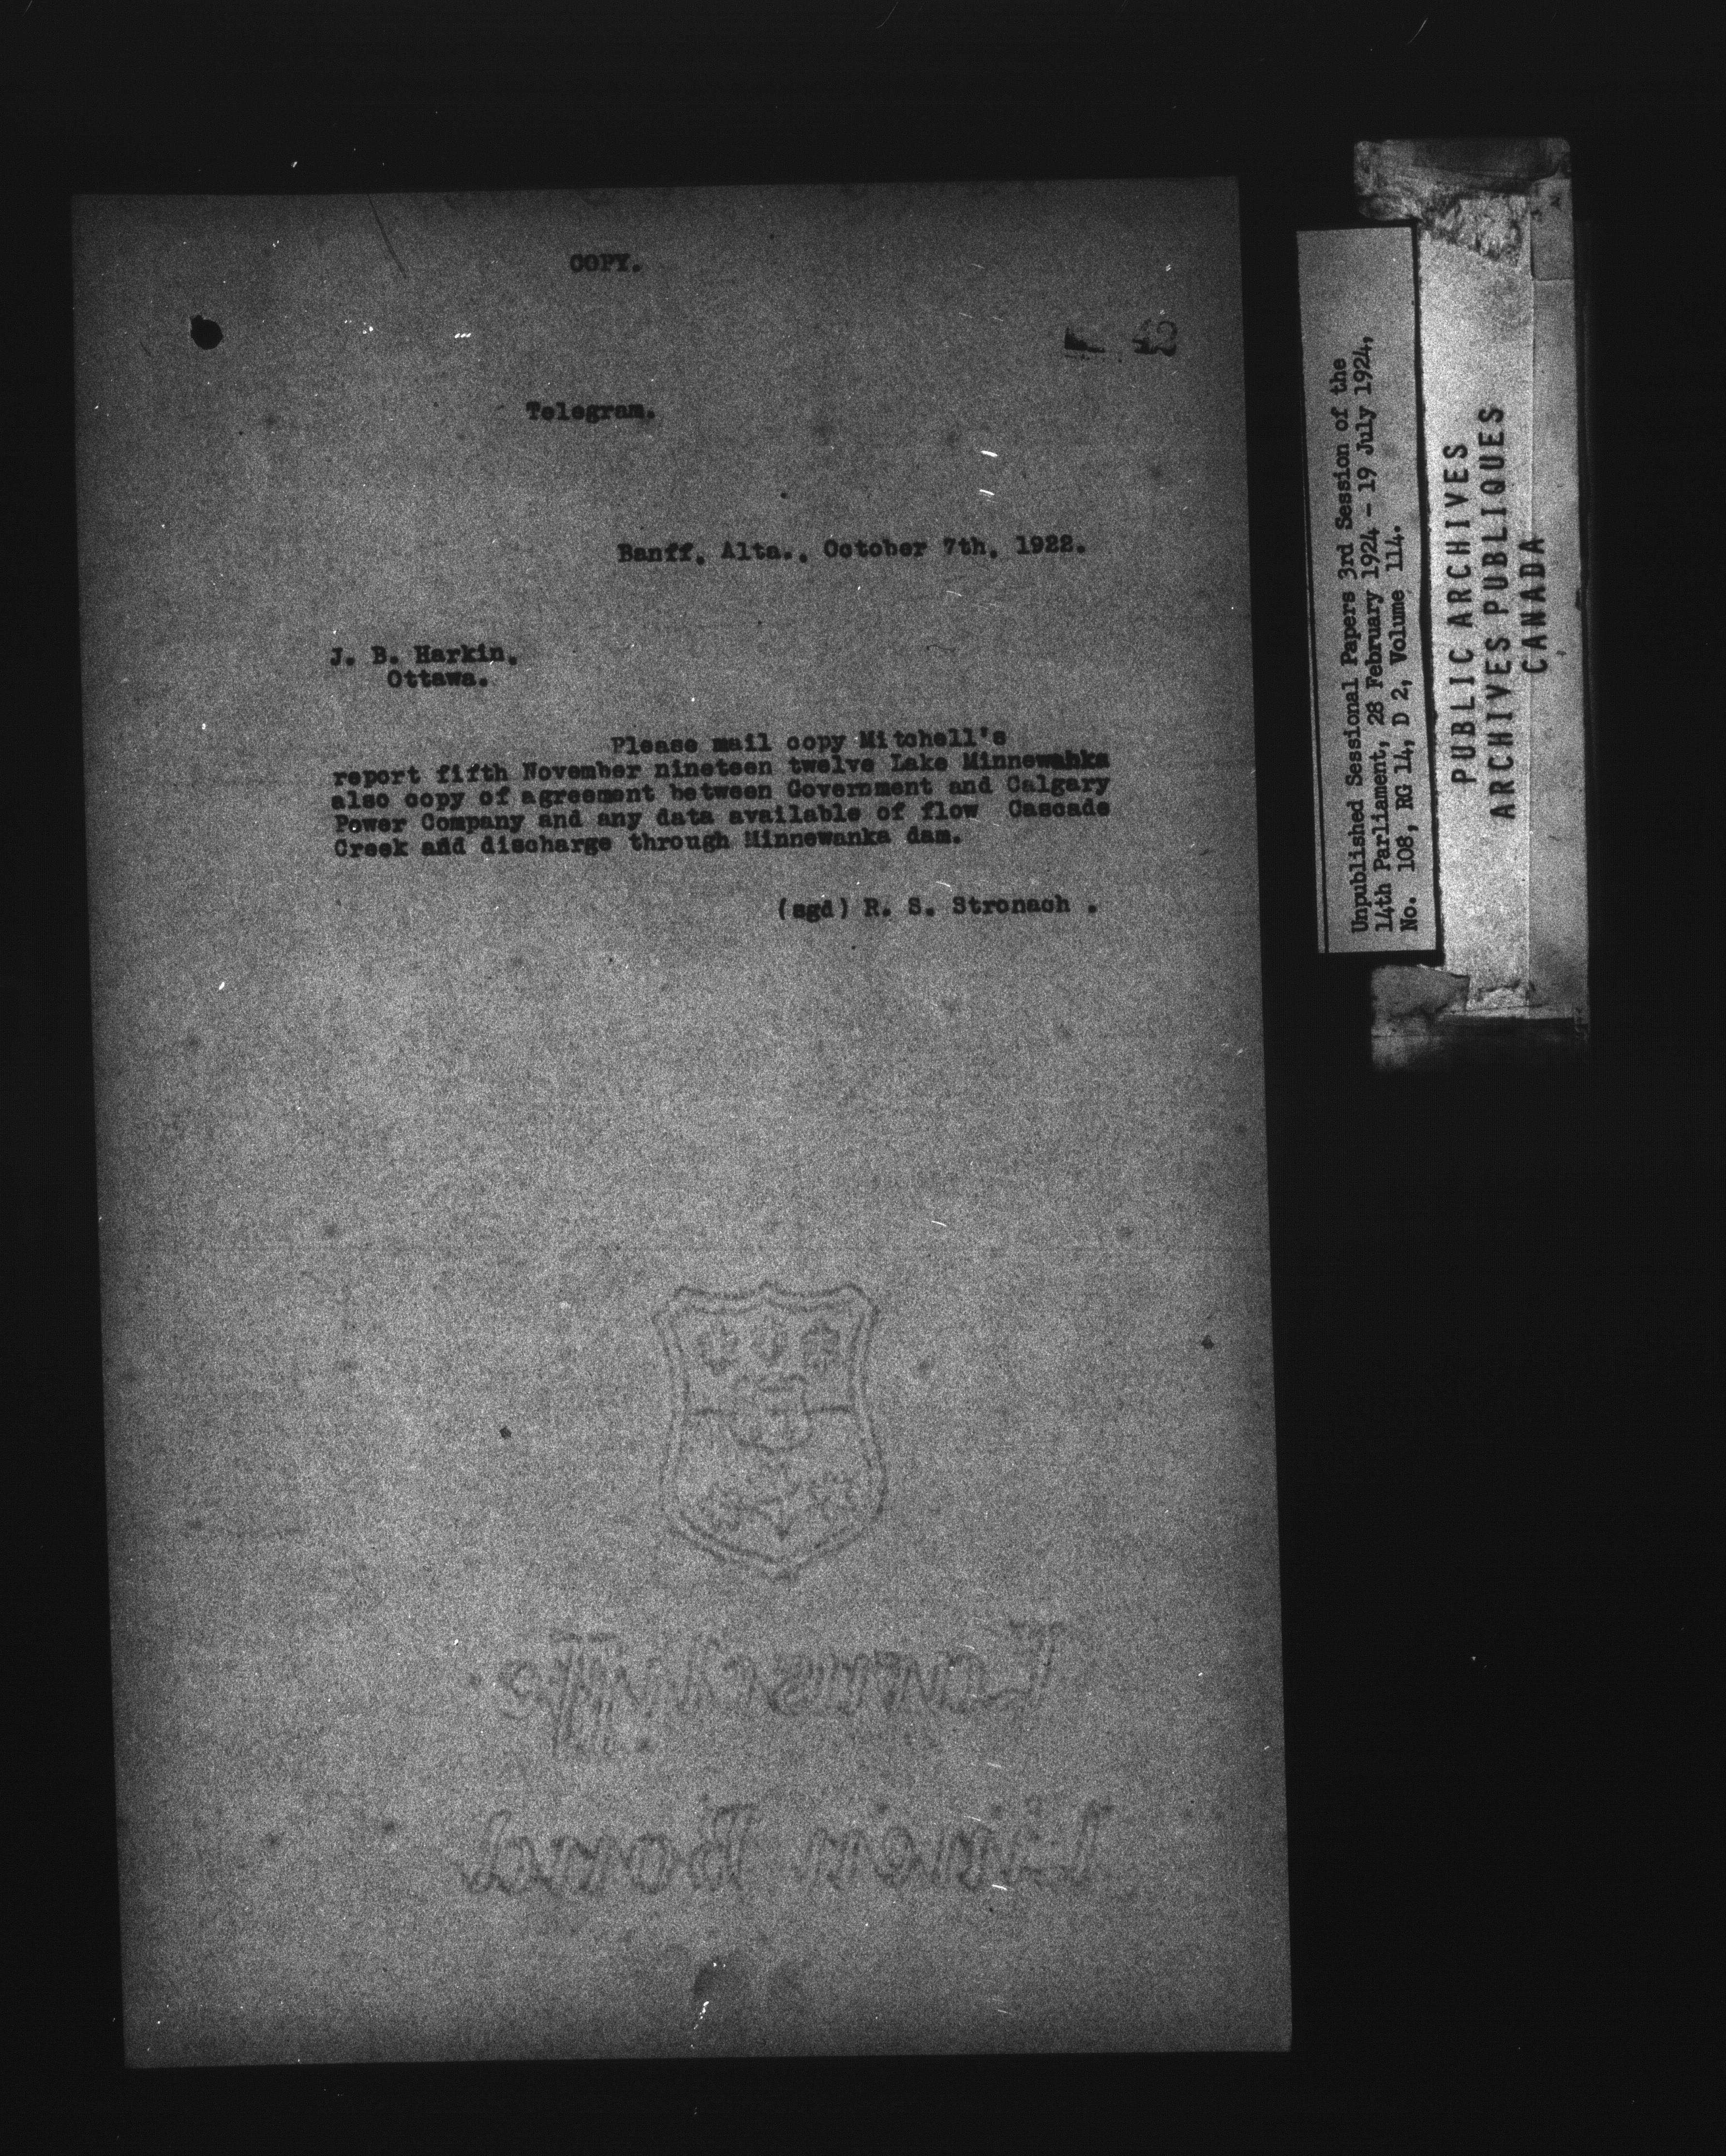 COPY.
42
Telegram.
Banff, Alta., October 7th, 1922.
J. B. Harkin,
Ottawa.
Please mail copy Mitchell's
report fifth November nineteen twelve Lake Minnewahka
also copy of agreement between Government and Calgary
Power Company and any data available of flow Cascade
Creek add discharge through Minnewanka dam.
(sgd) R. S. Stronach .
Unpublished Sessional Papers 3rd Session of the
14th Parliament, 28 February 1924 - 19 July 1924,
No. 108, RG 14, D 2, Volume 114.
PUBLIC ARCHIVES
ARCHIVES PUBLIQUES
CANADA